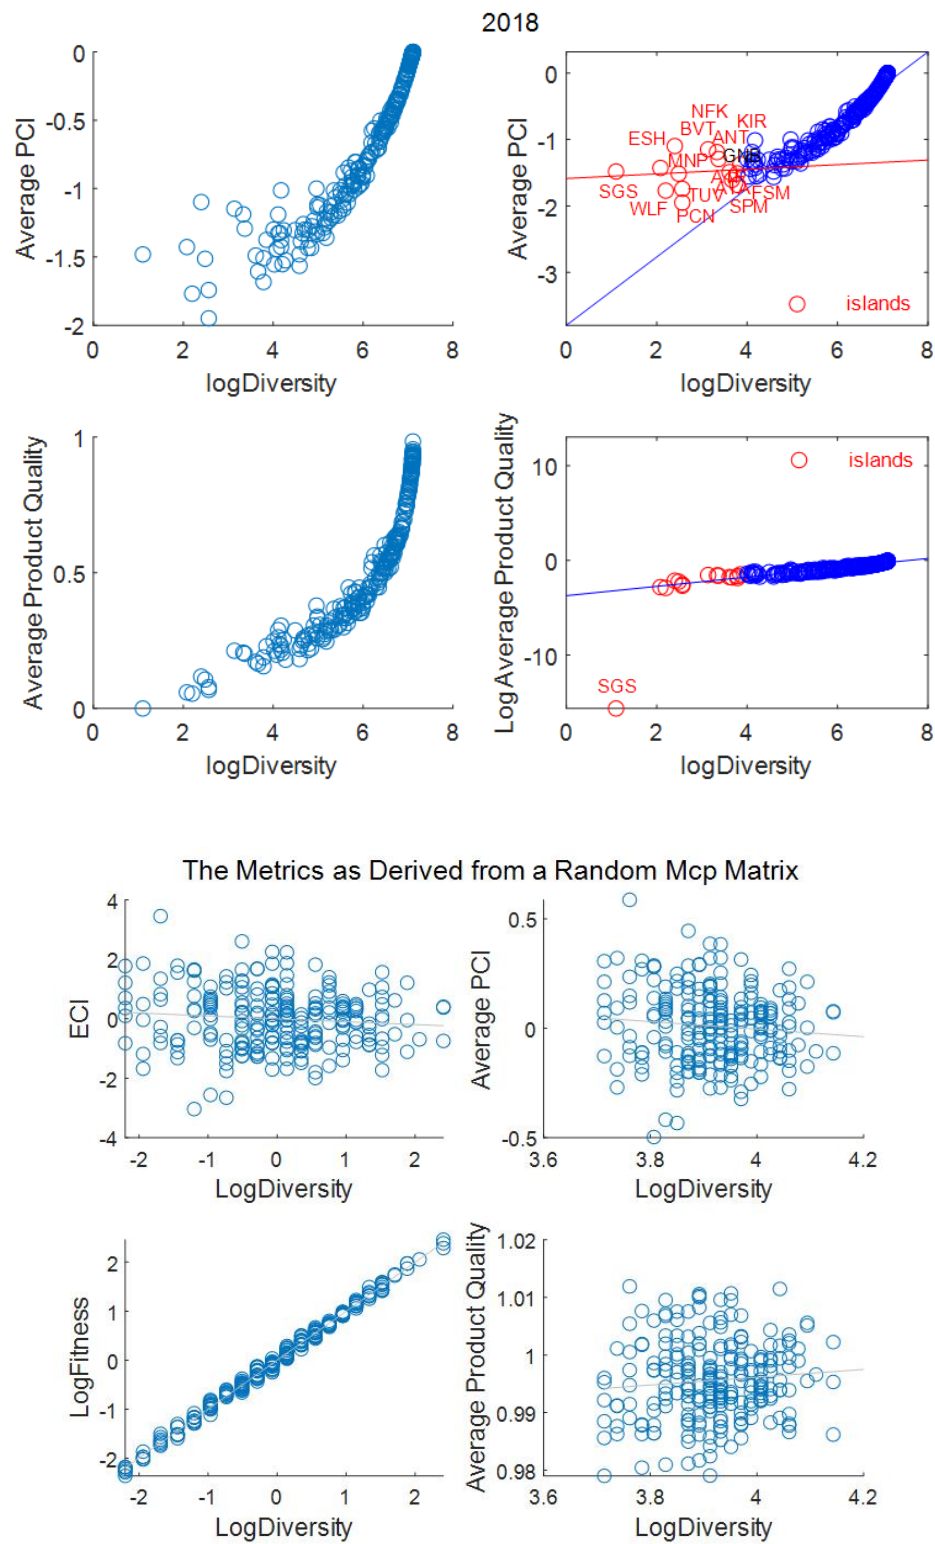 2018
Average PCI
0
-0.5
-1
-1.5
-2
0 2 4 6 8
logDiversity
Average PCI
0
-1
-2
-3
NFK
KIR
BVT
ANT
ESH
GNB
MNP
SGS
TUV
FSM
WLF
SPM
PCN
islands
0 2 4 6 8
logDiversity
Average Product Quality
1
0.5
0
0 2 4 6 8
logDiversity
Log Average Product Quality
10
0
-10
islands
SGS
0 2 4 6 8
logDiversity
The Metrics as Derived from a Random Mcp Matrix
ECI
4
2
0
-2
-4
-2 -1 0 1 2
LogDiversity
Average PCI
0.5
0
-0.5
3.6 3.8 4 4.2
LogDiversity
LogFitness
2
1
0
-1
-2
-2 -1 0 1 2
LogDiversity
Average Product Quality
1.02
1.01
1
0.99
0.98
3.6 3.8 4 4.2
LogDiversity